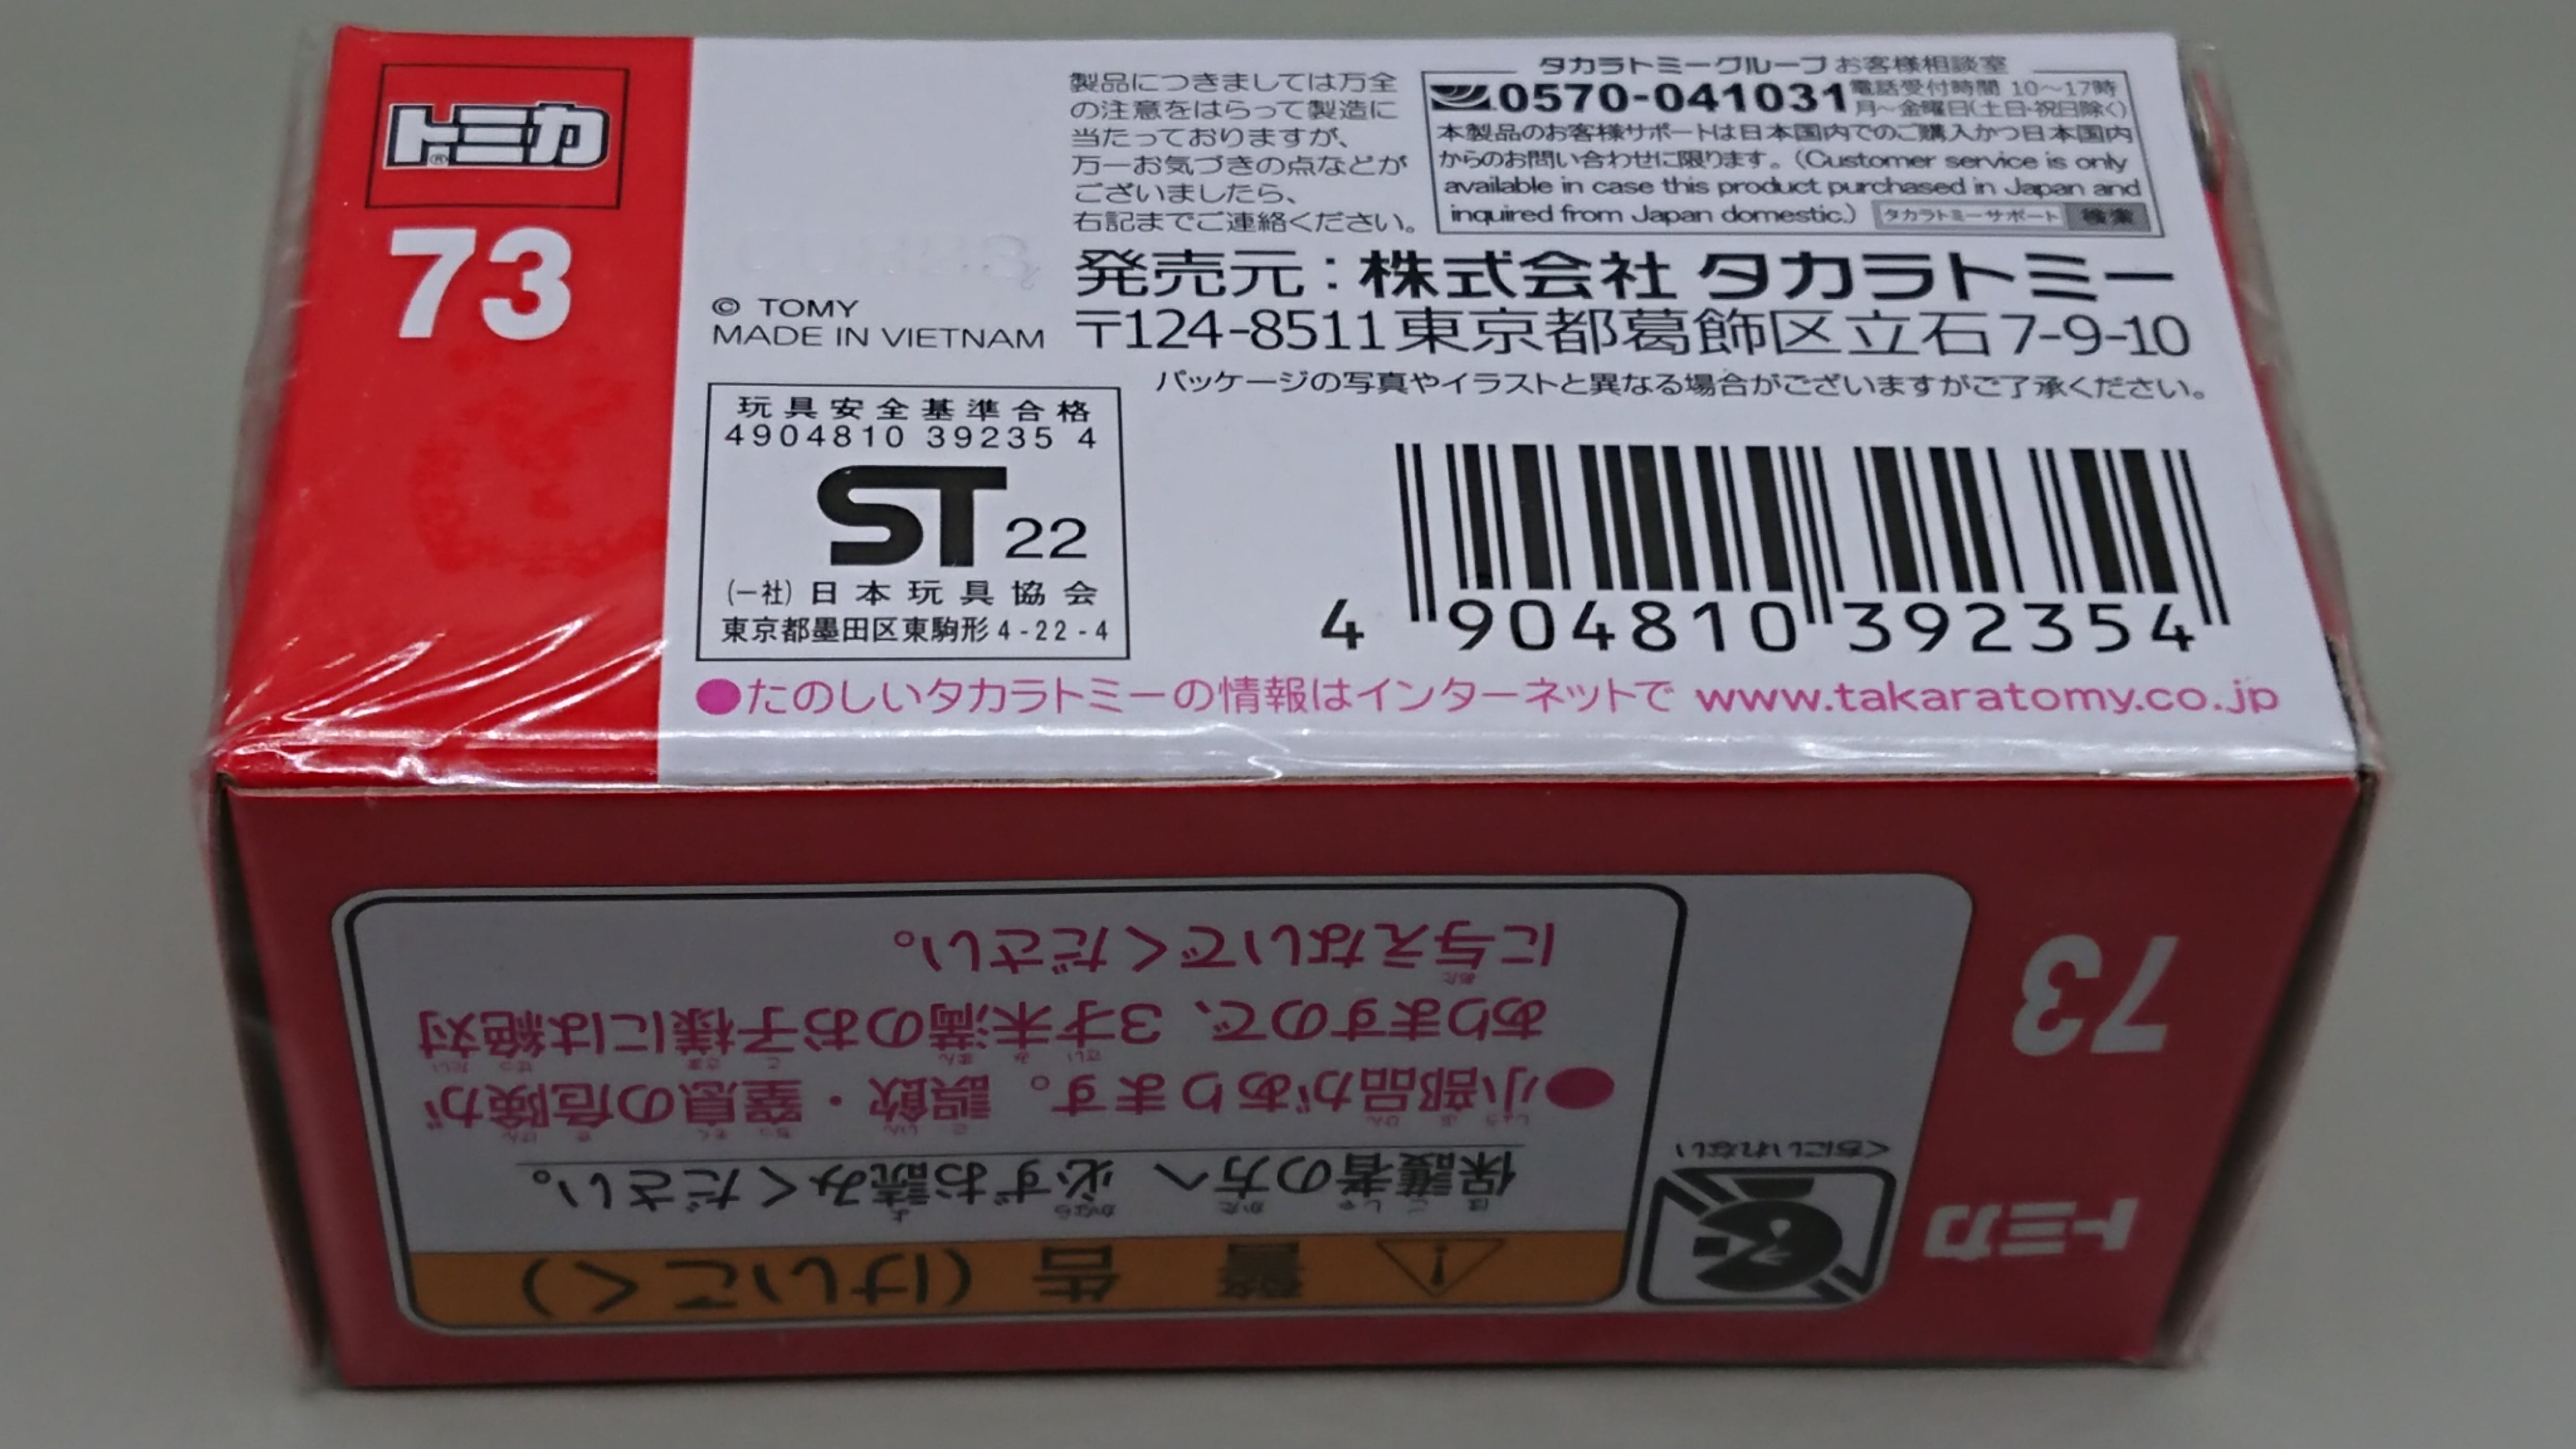 トミカ®
73
製品につきましては万全
の注意をはらって製造に
当たっておりますが、
万一お気づきの点などが
ございましたら、
右記までご連絡ください。
タカラトミーグループお客様相談室
0570-041031 電話受付時間 10～17時
月～金曜日(土日・祝日除く)
本製品のお客様サポートは日本国内でのご購入かつ日本国内
からのお問い合わせに限ります。(Customer service is only
available in case this product purchased in Japan and
inquired from Japan domestic.) タカラトミーサポート 検索
© TOMY
MADE IN VIETNAM
発売元：株式会社 タカラトミー
〒124-8511 東京都葛飾区立石7-9-10
パッケージの写真やイラストと異なる場合がございますがご了承ください。
玩具安全基準合格
4904810 39235 4
ST 22
(一社) 日本玩具協会
東京都墨田区東駒形4-22-4
4 904810 392354
●たのしいタカラトミーの情報はインターネットで www.takaratomy.co.jp
トミカ
73
くちにいれない
警告（けいこく）
保護者の方へ 必ずお読みください。
●小部品があります。誤飲・窒息の危険が
ありますので、3才未満のお子様には絶対
に与えないでください。